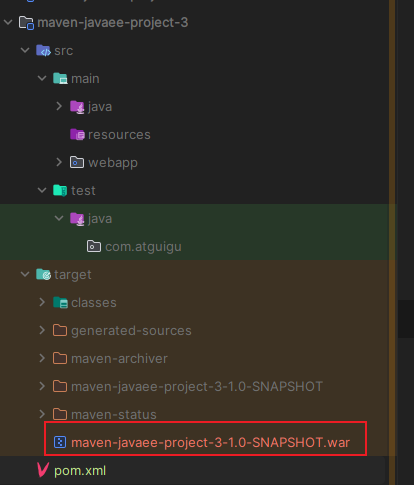 maven-javaee-project-3
src
main
java
resources
webapp
test
java
com.atguigu
target
classes
generated-sources
maven-archiver
maven-javaee-project-3-1.0-SNAPSHOT
maven-status
maven-javaee-project-3-1.0-SNAPSHOT.war
pom.xml